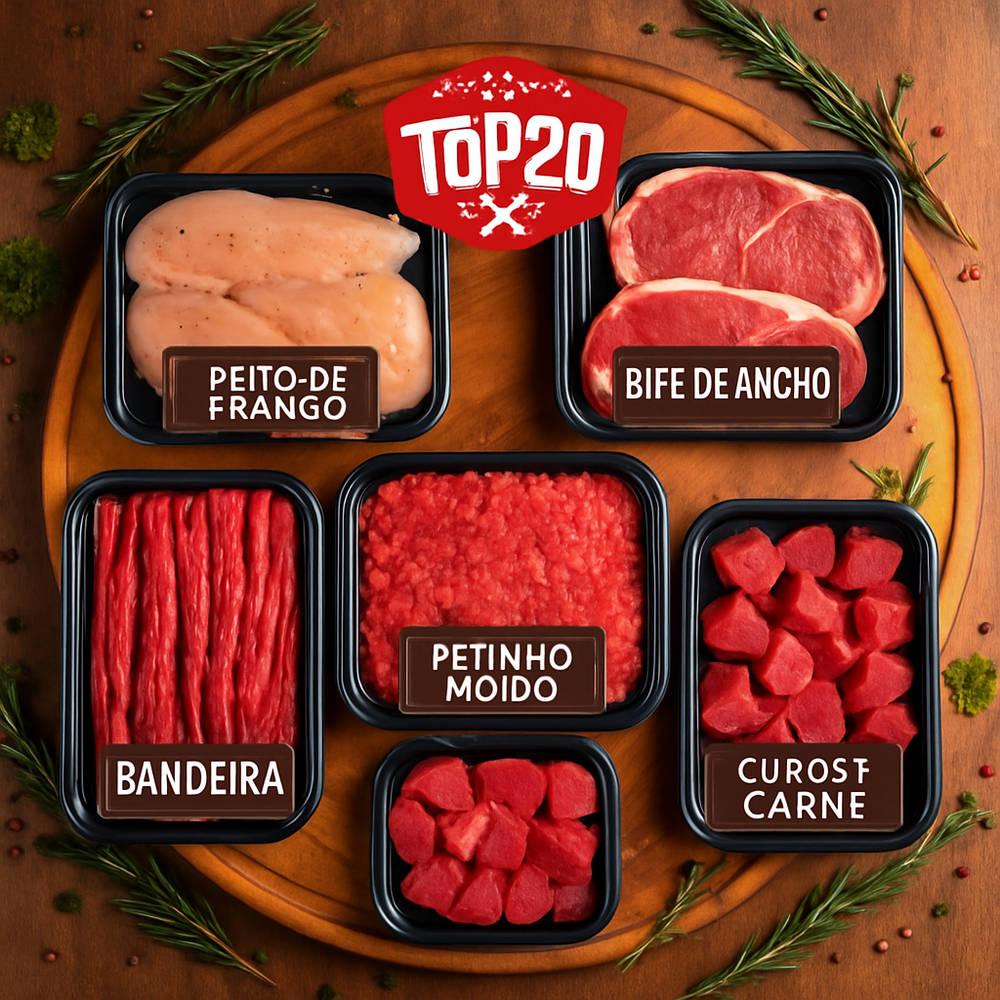 TOP20
PEITO-DE
FRANGO
BIFE DE ANCHO
PETINHO
MOIDO
BANDEIRA
CUROST
CARNE